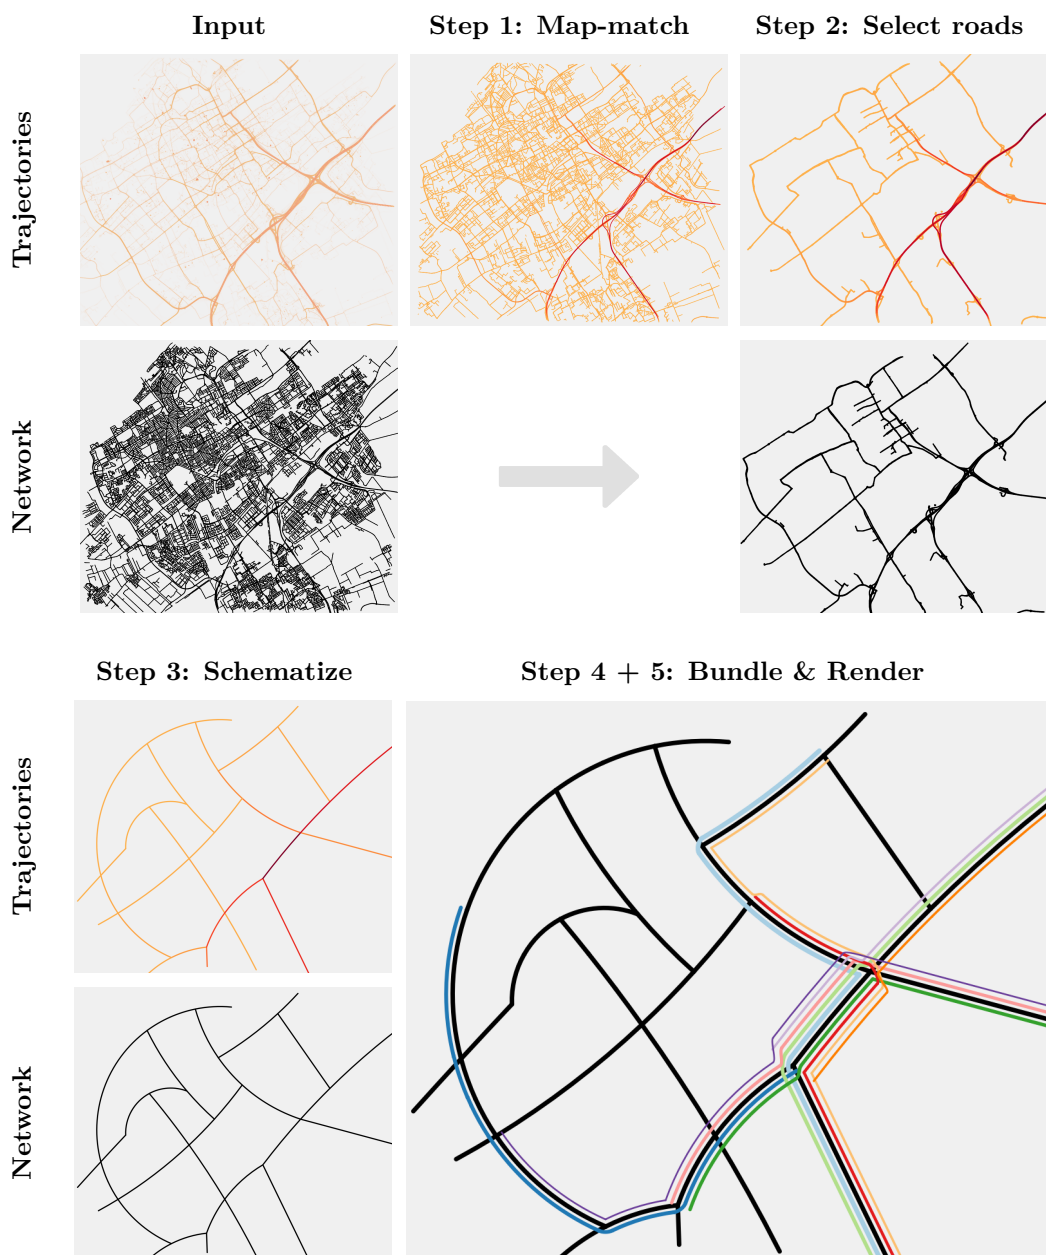 Input
Step 1: Map-match
Step 2: Select roads
Trajectories
Network
Step 3: Schematize
Step 4 + 5: Bundle & Render
Trajectories
Network